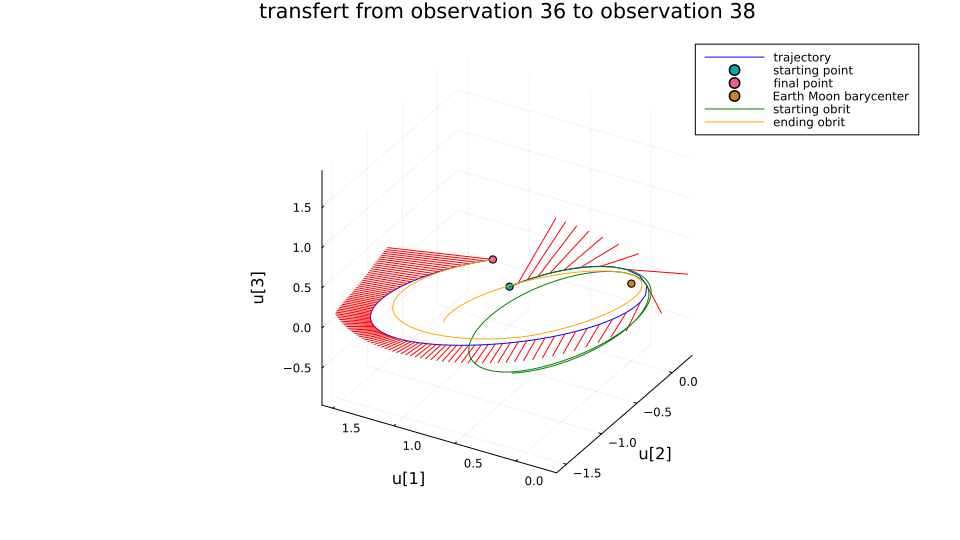 transfert from observation 36 to observation 38
trajectory
starting point
final point
Earth Moon barycenter
starting obrit
ending obrit
1.5
1.0
0.5
0.0
−0.5
u[3]
1.5
1.0
0.5
0.0
u[1]
0.0
−0.5
−1.0
−1.5
u[2]